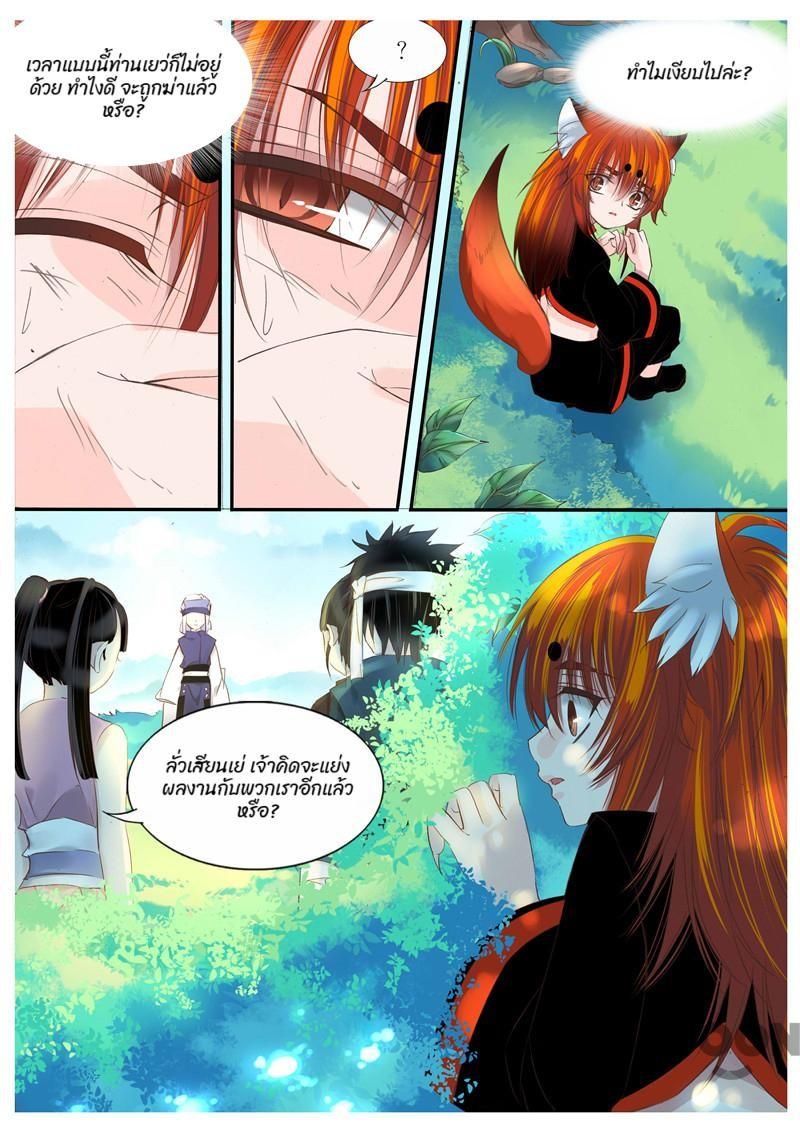 เวลาแบบนี้ท่านเยว่ก็ไม่อยู่
ด้วย ทำไงดี จะถูกฆ่าแล้ว
หรือ?
?
ทำไมเงียบไปล่ะ?
ลั่วเสียนเย่ เจ้าคิดจะแย่ง
ผลงานกับพวกเราอีกแล้ว
หรือ?